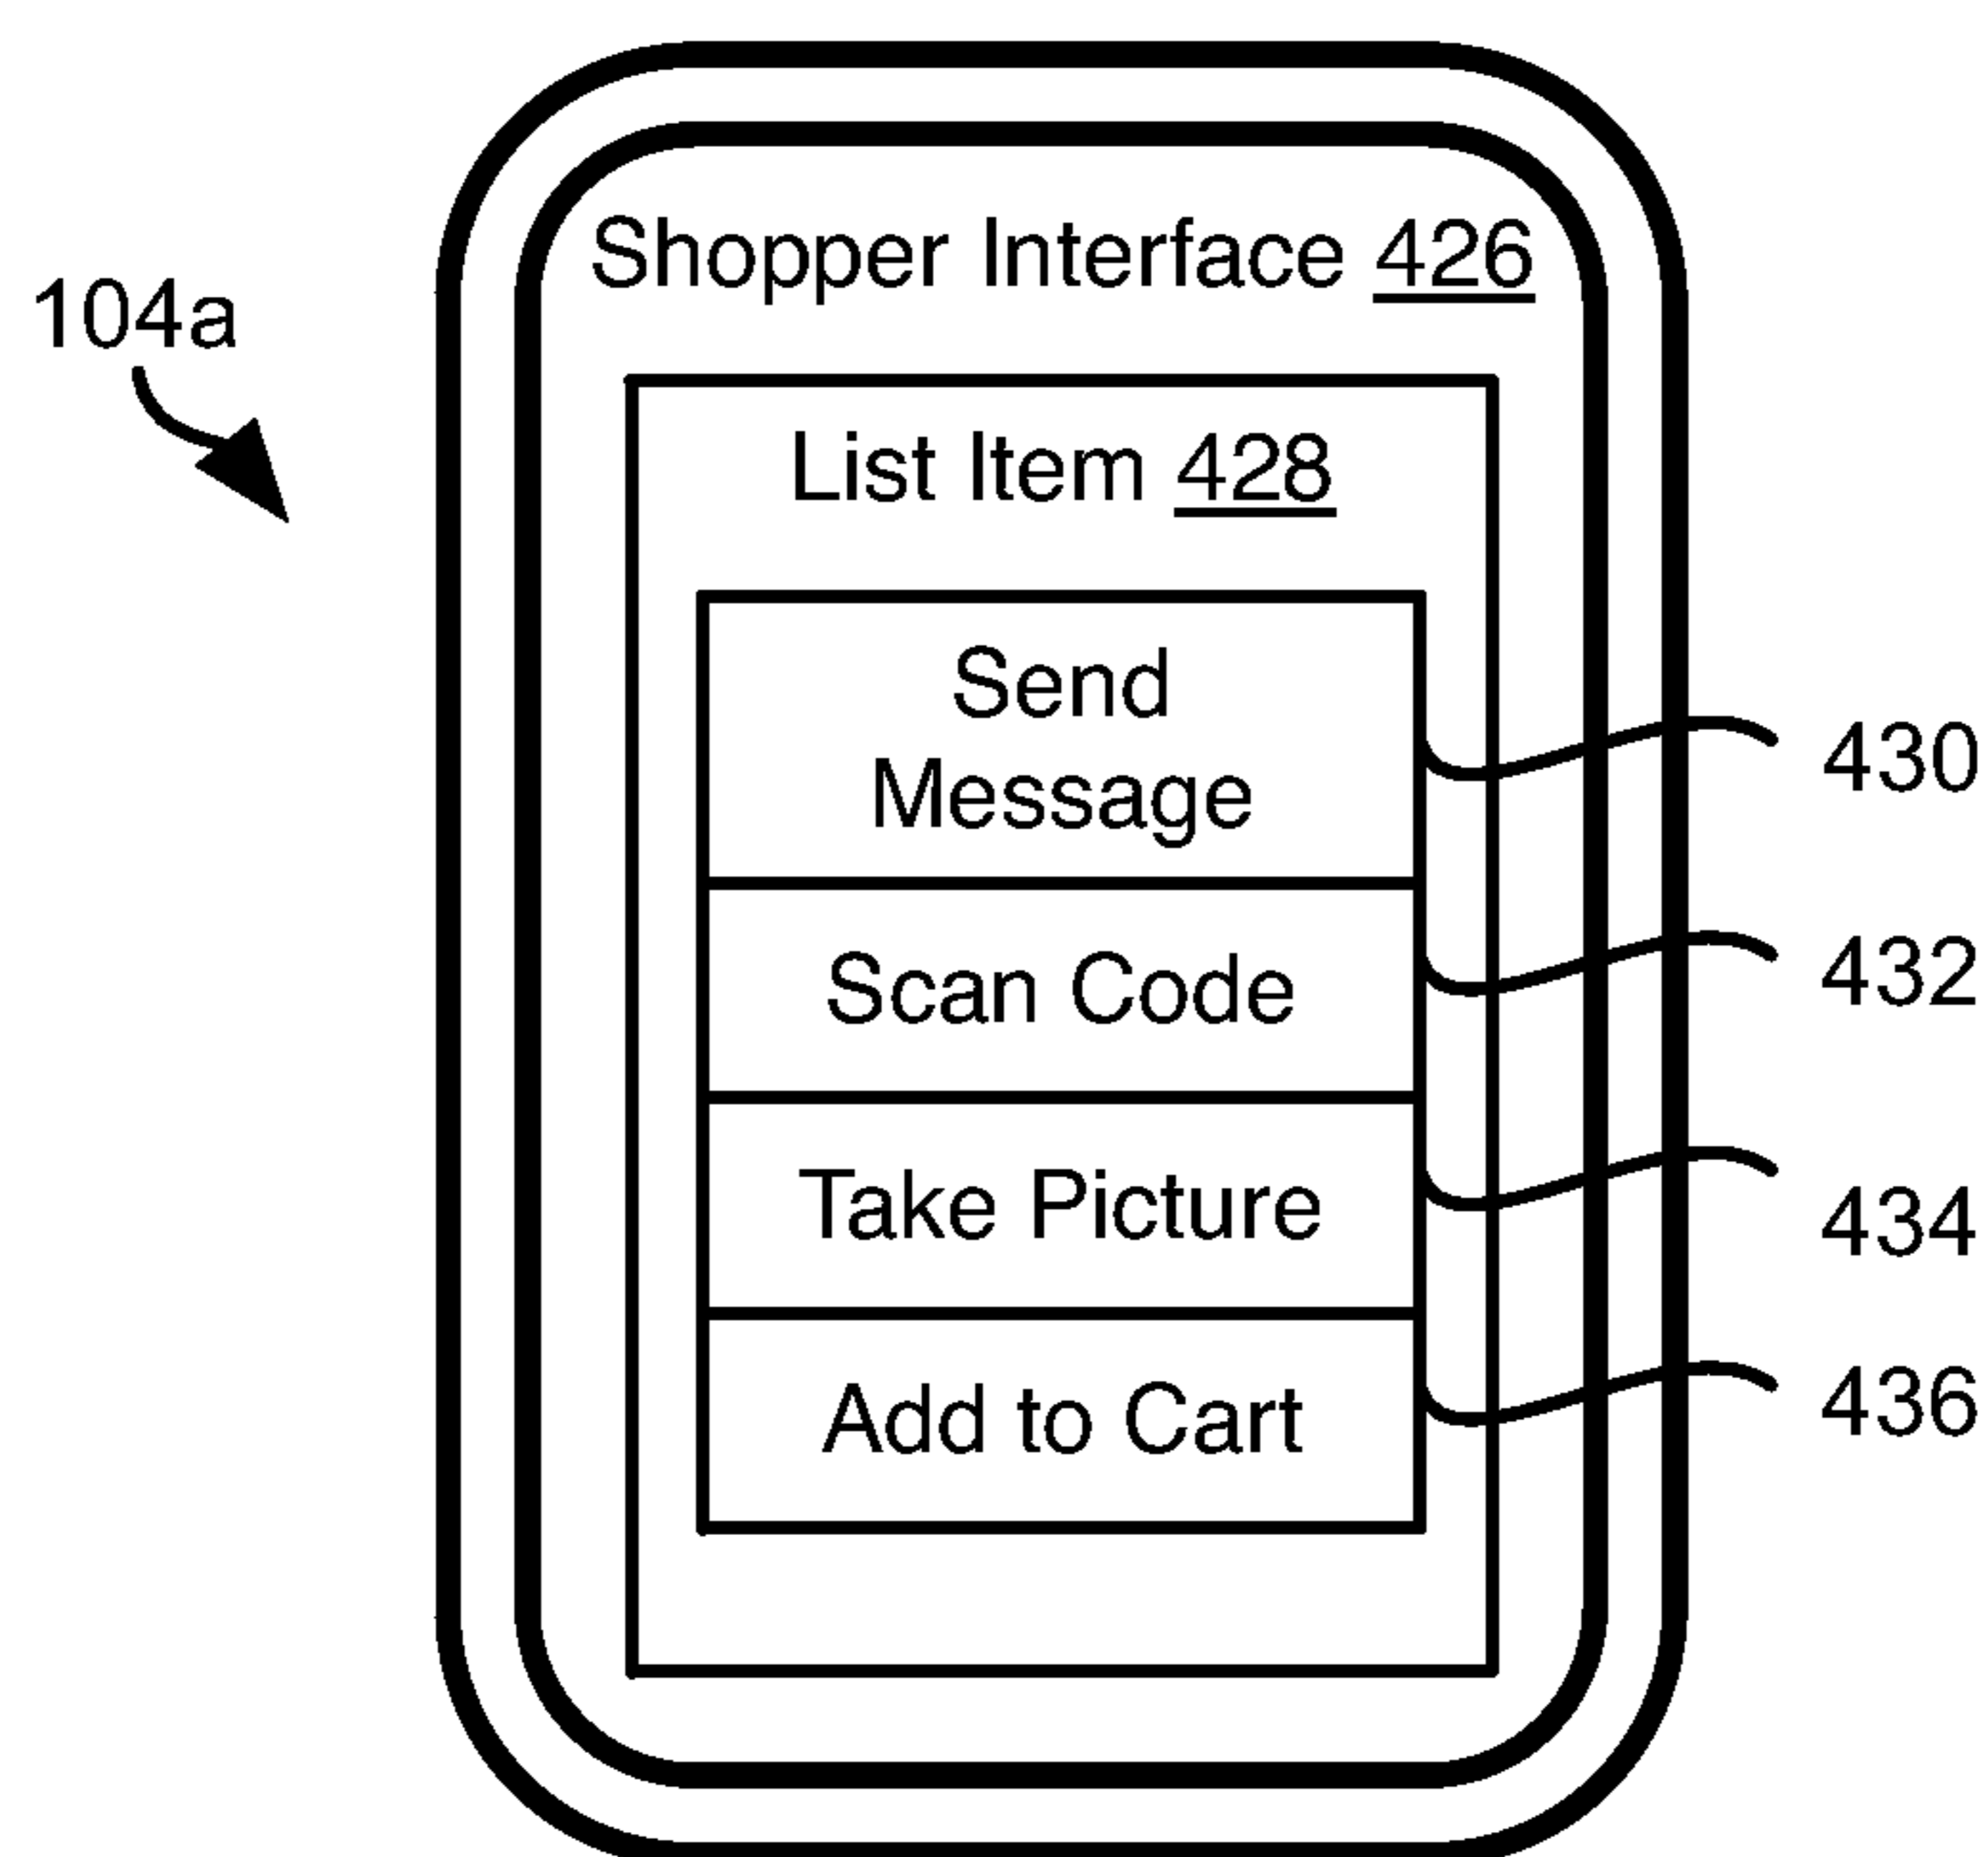 Shopper Interface 426
104a
List Item 428
Send
Message
430
Scan Code
432
Take Picture
434
Add to Cart
436